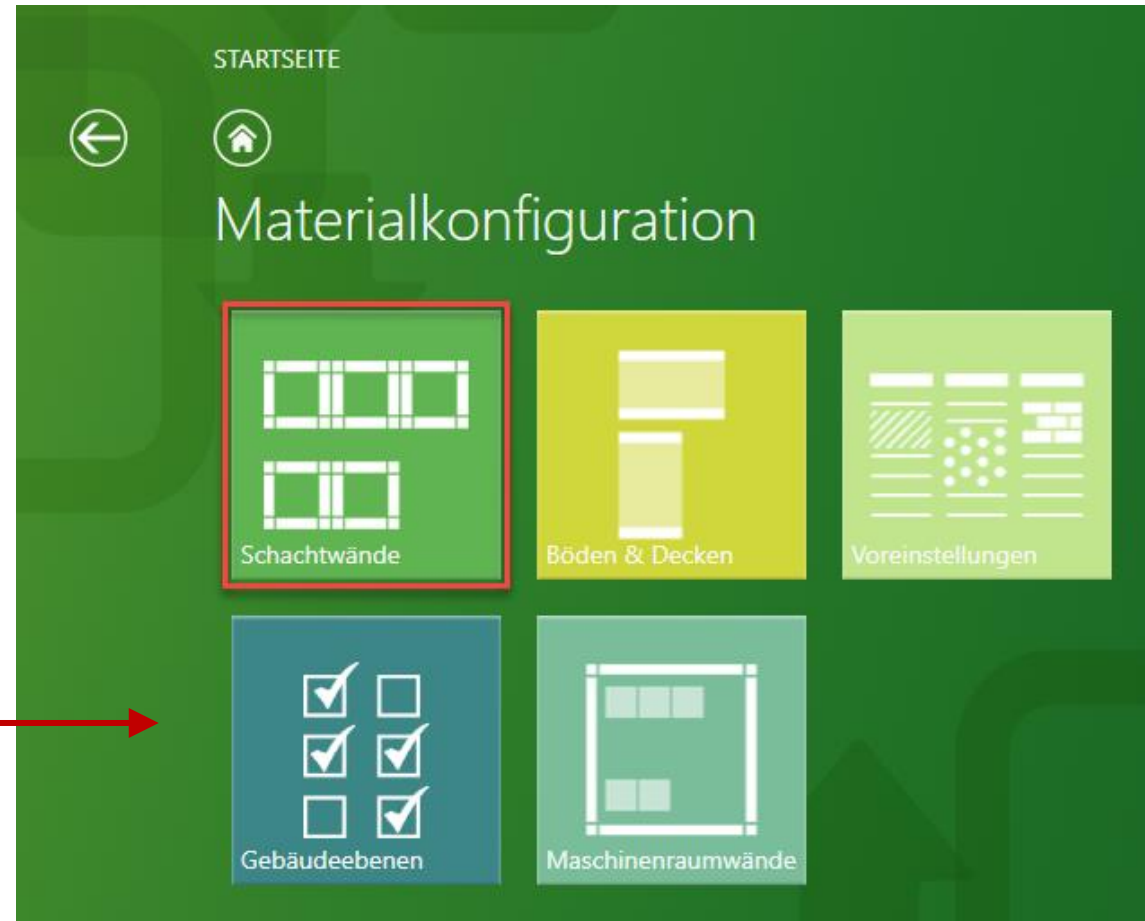 STARTSEITE
Materialkonfiguration
Schachtwände
Böden & Decken
Voreinstellungen
Gebäudeebenen
Maschinenraumwände